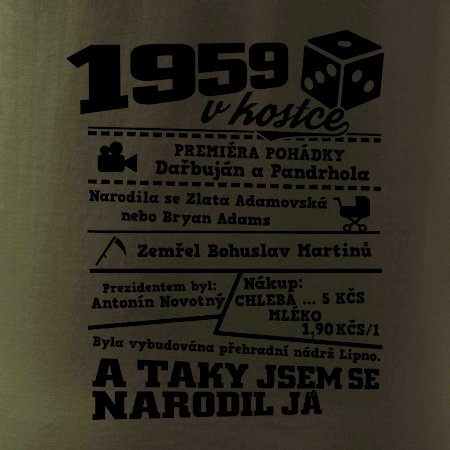 1959
v kostce
PREMIÉRA POHÁDKY
Dařbuján a Pandrhola
Narodila se Zlata Adamovská
nebo Bryan Adams
Zemřel Bohuslav Martinů
Prezidentem byl:
Antonín Novotný
Nákup:
CHLEBA ... 5 KČS
MLÉKO
1,90 KČS/1
Byla vybudována přehradní nádrž Lipno.
A TAKY JSEM SE
NARODIL JÁ